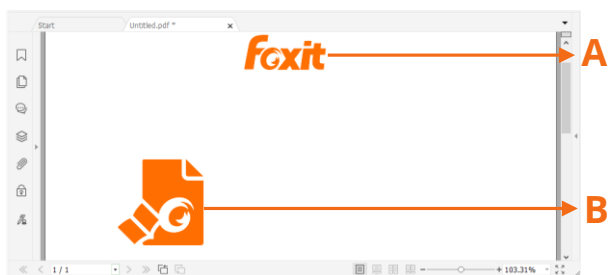 Start
Untitled.pdf * x
foxit
A
B
1 / 1
103.31%